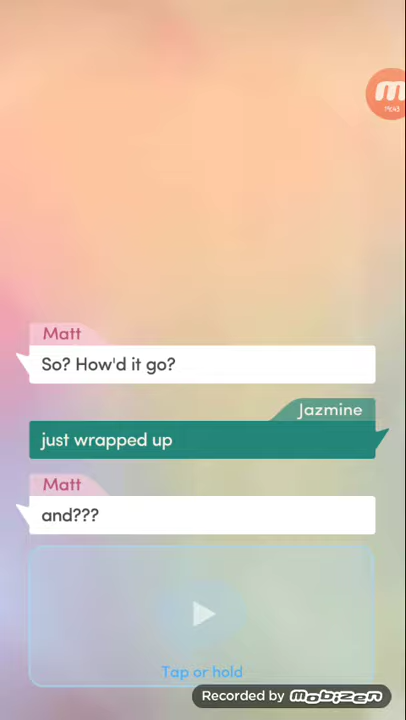 Matt
So? How'd it go?
Jazmine
just wrapped up
Matt
and???
Tap or hold
Recorded by MOBIZEN